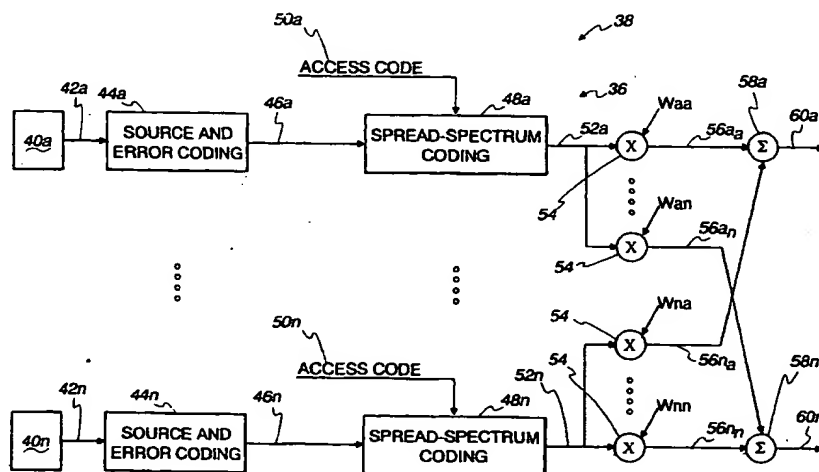 50a
38
ACCESS CODE
36
42a
44a
46a
48a
Waa
58a
40a
SOURCE AND
ERROR CODING
SPREAD-SPECTRUM
CODING
52a
X
56aa
Σ
60a
54
Wan
X
56an
54
50n
ACCESS CODE
54
Wna
X
56na
54
58n
42n
44n
46n
48n
52n
Wnn
40n
SOURCE AND
ERROR CODING
SPREAD-SPECTRUM
CODING
X
56nn
Σ
60n